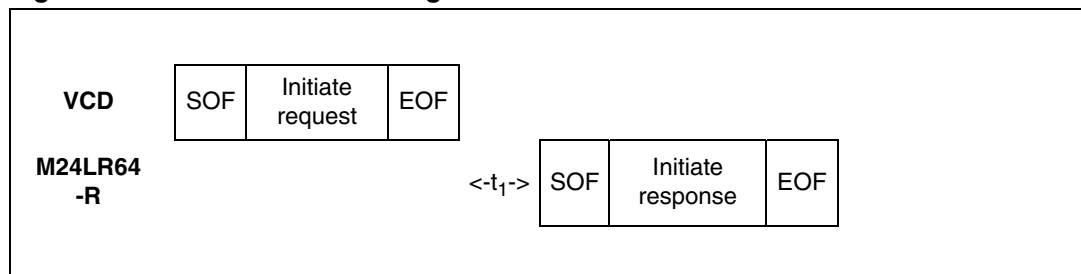 VCD SOF Initiate request EOF
M24LR64 -R <-t1-> SOF Initiate response EOF